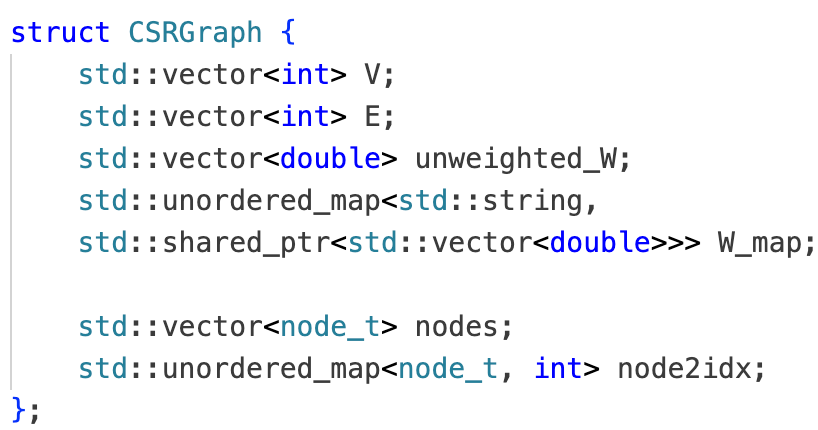 struct CSRGraph {
    std::vector<int> V;
    std::vector<int> E;
    std::vector<double> unweighted_W;
    std::unordered_map<std::string,
    std::shared_ptr<std::vector<double>>> W_map;

    std::vector<node_t> nodes;
    std::unordered_map<node_t, int> node2idx;
};